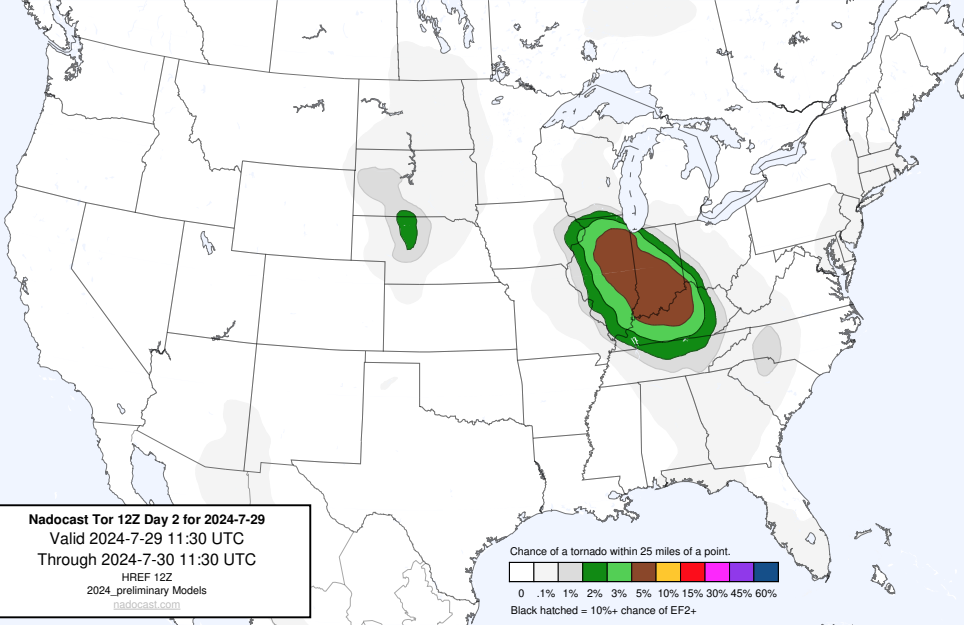 Nadocast Tor 12Z Day 2 for 2024-7-29
Valid 2024-7-29 11:30 UTC
Through 2024-7-30 11:30 UTC
HREF 12Z
2024_preliminary Models
nadocast.com
Chance of a tornado within 25 miles of a point.
0 .1% 1% 2% 3% 5% 10% 15% 30% 45% 60%
Black hatched = 10%+ chance of EF2+